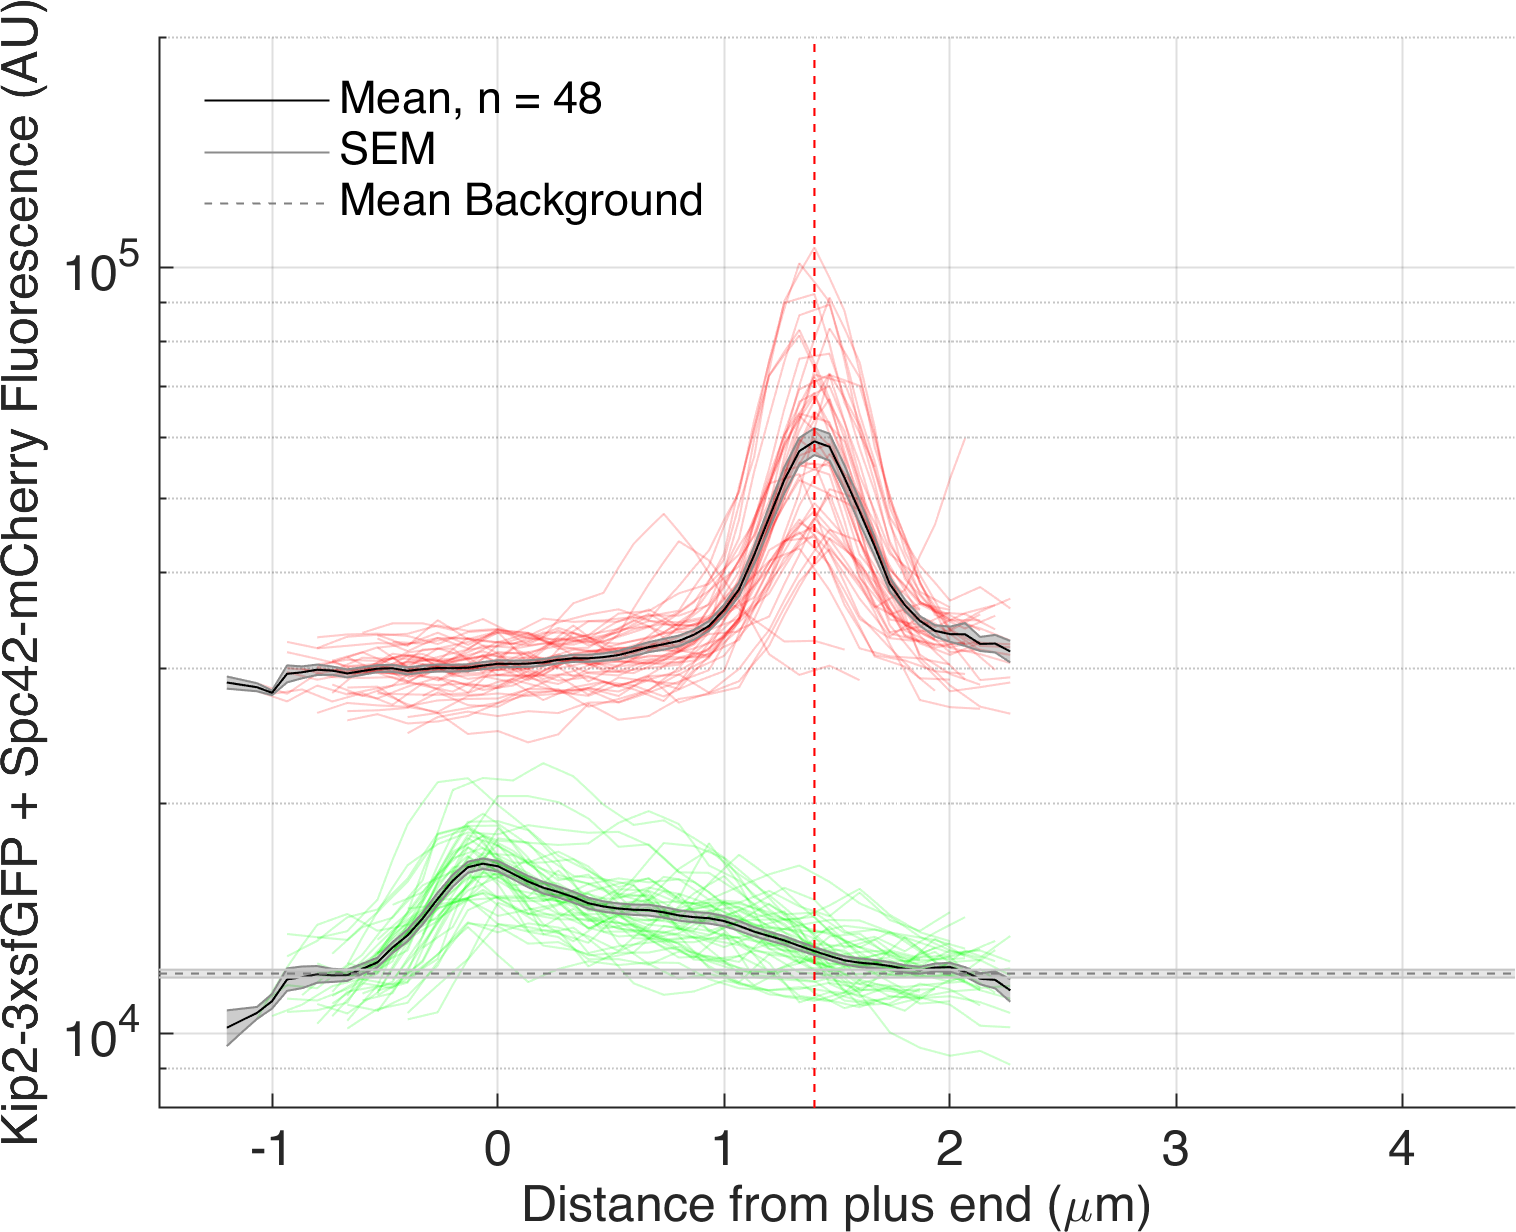 Kip2-3xsfGFP + Spc42-mCherry Fluorescence (AU)
Mean, n = 48
SEM
Mean Background
10^5
10^4
-1 0 1 2 3 4
Distance from plus end (μm)